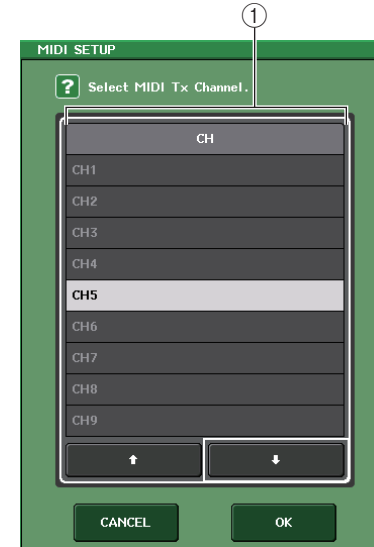 ①
MIDI SETUP
? Select MIDI Tx Channel.
CH
CH1
CH2
CH3
CH4
CH5
CH6
CH7
CH8
CH9
CANCEL OK